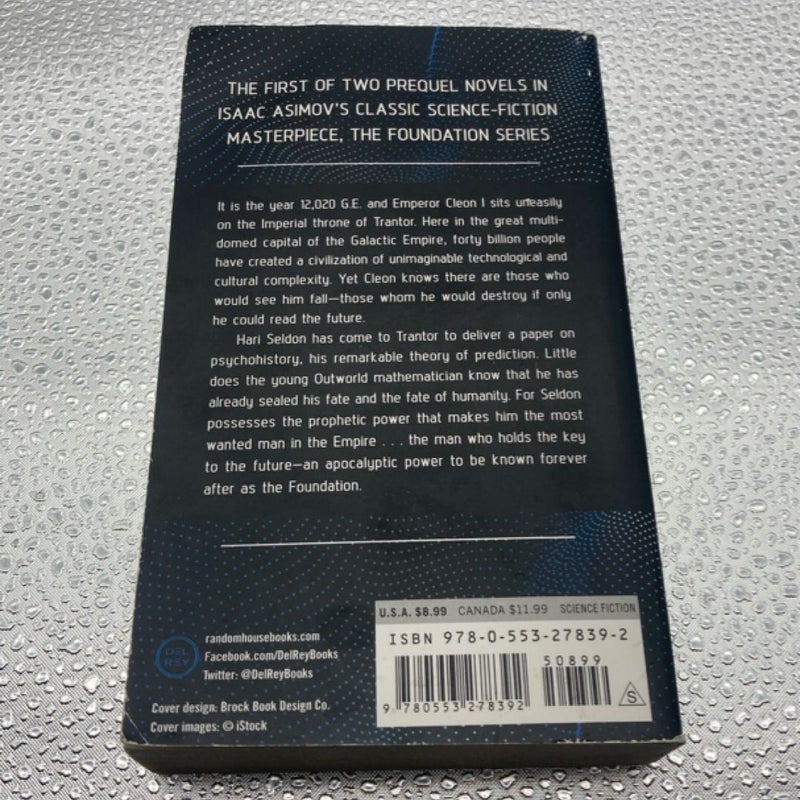 THE FIRST OF TWO PREQUEL NOVELS IN
ISAAC ASIMOV'S CLASSIC SCIENCE-FICTION
MASTERPIECE, THE FOUNDATION SERIES
It is the year 12,020 G.E. and Emperor Cleon I sits uneasily
on the Imperial throne of Trantor. Here in the great multi-
domed capital of the Galactic Empire, forty billion people
have created a civilization of unimaginable technological and
cultural complexity. Yet Cleon knows there are those who
would see him fall—those whom he would destroy if only
he could read the future.
Hari Seldon has come to Trantor to deliver a paper on
psychohistory, his remarkable theory of prediction. Little
does the young Outworld mathematician know that he has
already sealed his fate and the fate of humanity. For Seldon
possesses the prophetic power that makes him the most
wanted man in the Empire . . . the man who holds the key
to the future—an apocalyptic power to be known forever
after as the Foundation.
U.S.A. $8.99 CANADA $11.99 SCIENCE FICTION
ISBN 978-0-553-27839-2
50899
9 780553 278392
S
DEL
REY
randomhousebooks.com
Facebook.com/DelReyBooks
Twitter: @DelReyBooks
Cover design: Brock Book Design Co.
Cover images: © iStock